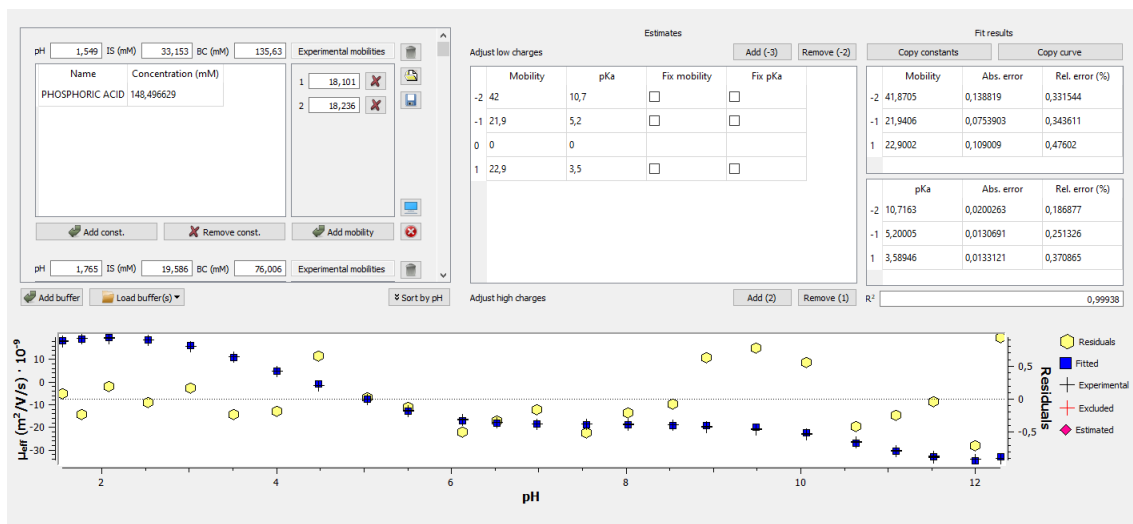 Estimates
Fit results
pH 1,549 IS (mM) 33,153 BC (mM) 135,63 Experimental mobilities
Adjust low charges Add (-3) Remove (-2)
Copy constants Copy curve
Name Concentration (mM)
PHOSPHORIC ACID 148,496629
1 18,101
2 18,236
Add const. Remove const. Add mobility
pH 1,765 IS (mM) 19,586 BC (mM) 76,006 Experimental mobilities
Add buffer Load buffer(s) Sort by pH
Mobility pKa Fix mobility Fix pKa
-2 42 10,7
-1 21,9 5,2
0 0 0
1 22,9 3,5
Adjust high charges Add (2) Remove (1)
Mobility Abs. error Rel. error (%)
-2 41,8705 0,138819 0,331544
-1 21,9406 0,0753903 0,343611
1 22,9002 0,109009 0,47602
pKa Abs. error Rel. error (%)
-2 10,7163 0,0200263 0,186877
-1 5,20005 0,0130691 0,251326
1 3,58946 0,0133121 0,370865
R² 0,99938
μeff (m²/V/s) · 10⁻⁹
10
0
-10
-20
-30
2 4 6 8 10 12
pH
0,5
0
-0,5
Residuals
Residuals
Fitted
Experimental
Excluded
Estimated